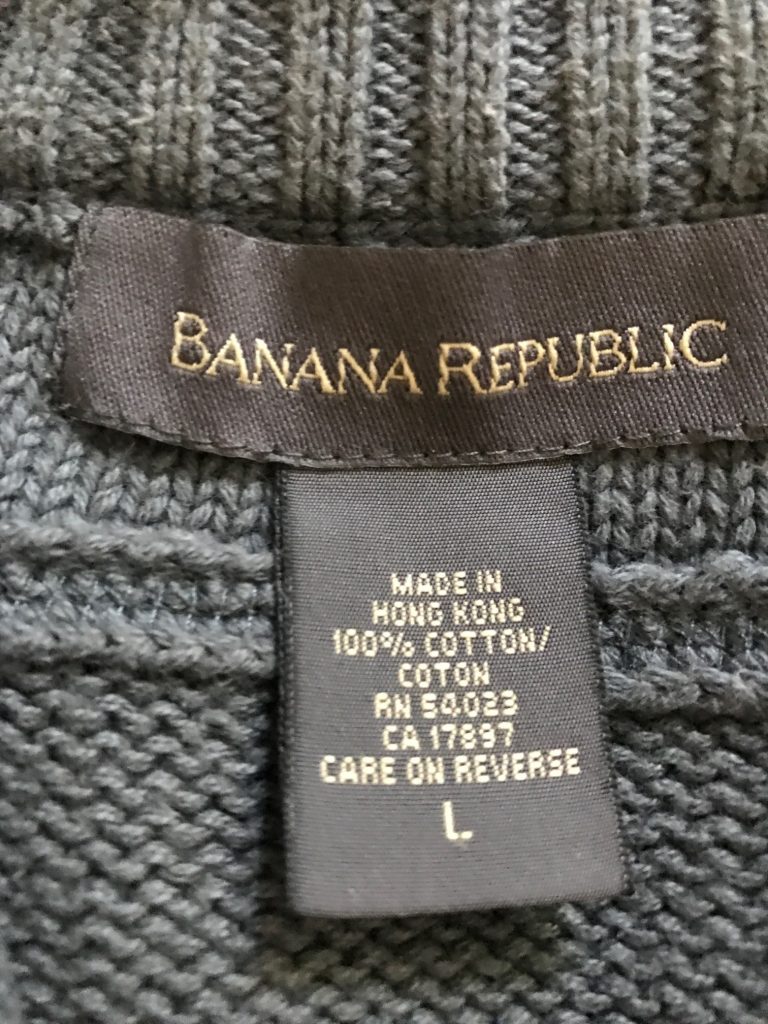 BANANA REPUBLIC
MADE IN
HONG KONG
100% COTTON/
COTON
RN 54023
CA 17897
CARE ON REVERSE
L